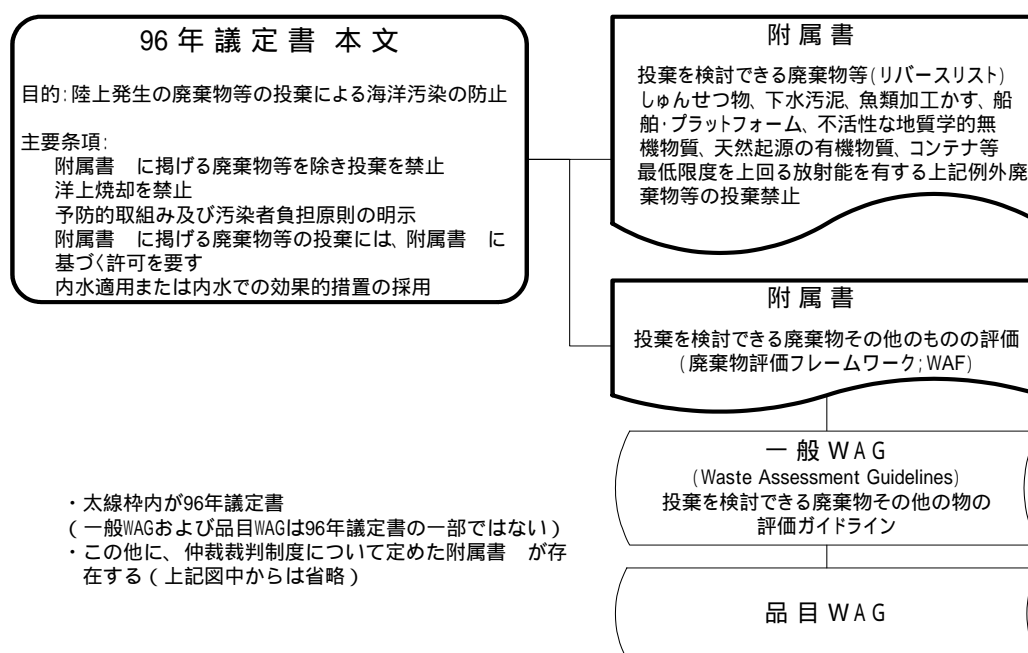 96年議定書 本文
目的:陸上発生の廃棄物等の投棄による海洋汚染の防止
主要条項:
附属書 に掲げる廃棄物等を除き投棄を禁止
洋上焼却を禁止
予防的取組み及び汚染者負担原則の明示
附属書 に掲げる廃棄物等の投棄には、附属書 に
基づく許可を要す
内水適用または内水での効果的措置の採用
附属書
投棄を検討できる廃棄物等(リバースリスト)
しゅんせつ物、下水汚泥、魚類加工かす、船
舶・プラットフォーム、不活性な地質学的無
機物質、天然起源の有機物質、コンテナ等
最低限度を上回る放射能を有する上記例外廃
棄物等の投棄禁止
附属書
投棄を検討できる廃棄物その他のものの評価
(廃棄物評価フレームワーク;WAF)
一般WAG
(Waste Assessment Guidelines)
投棄を検討できる廃棄物その他の物の
評価ガイドライン
品目WAG
・太線枠内が96年議定書
(一般WAGおよび品目WAGは96年議定書の一部ではない)
・この他に、仲裁裁判制度について定めた附属書 が存
在する(上記図中からは省略)